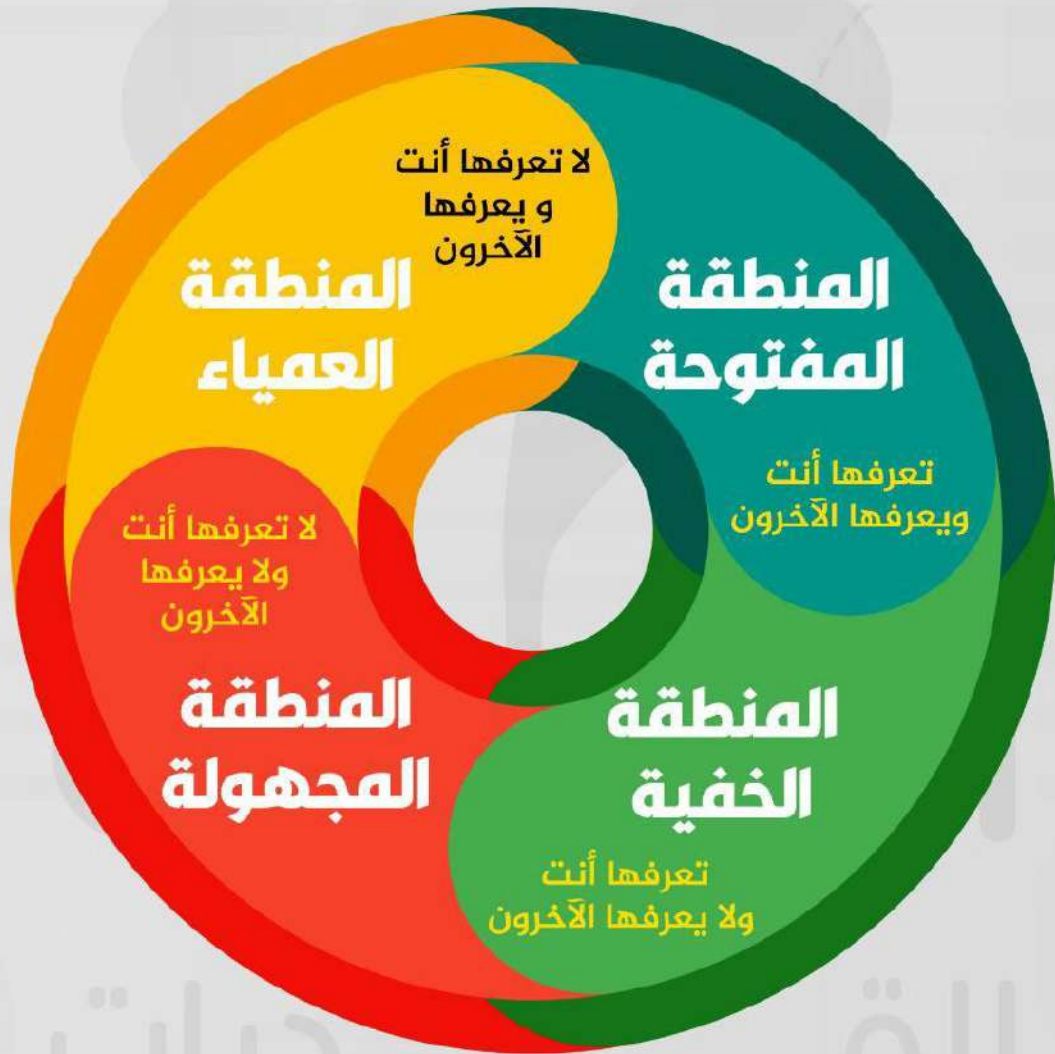 المنطقة
المفتوحة
تعرفها أنت
ويعرفها الآخرون
لا تعرفها أنت
و يعرفها
الآخرون
المنطقة
العمياء
المنطقة
الخفية
تعرفها أنت
ولا يعرفها الآخرون
لا تعرفها أنت
ولا يعرفها
الآخرون
المنطقة
المجهولة